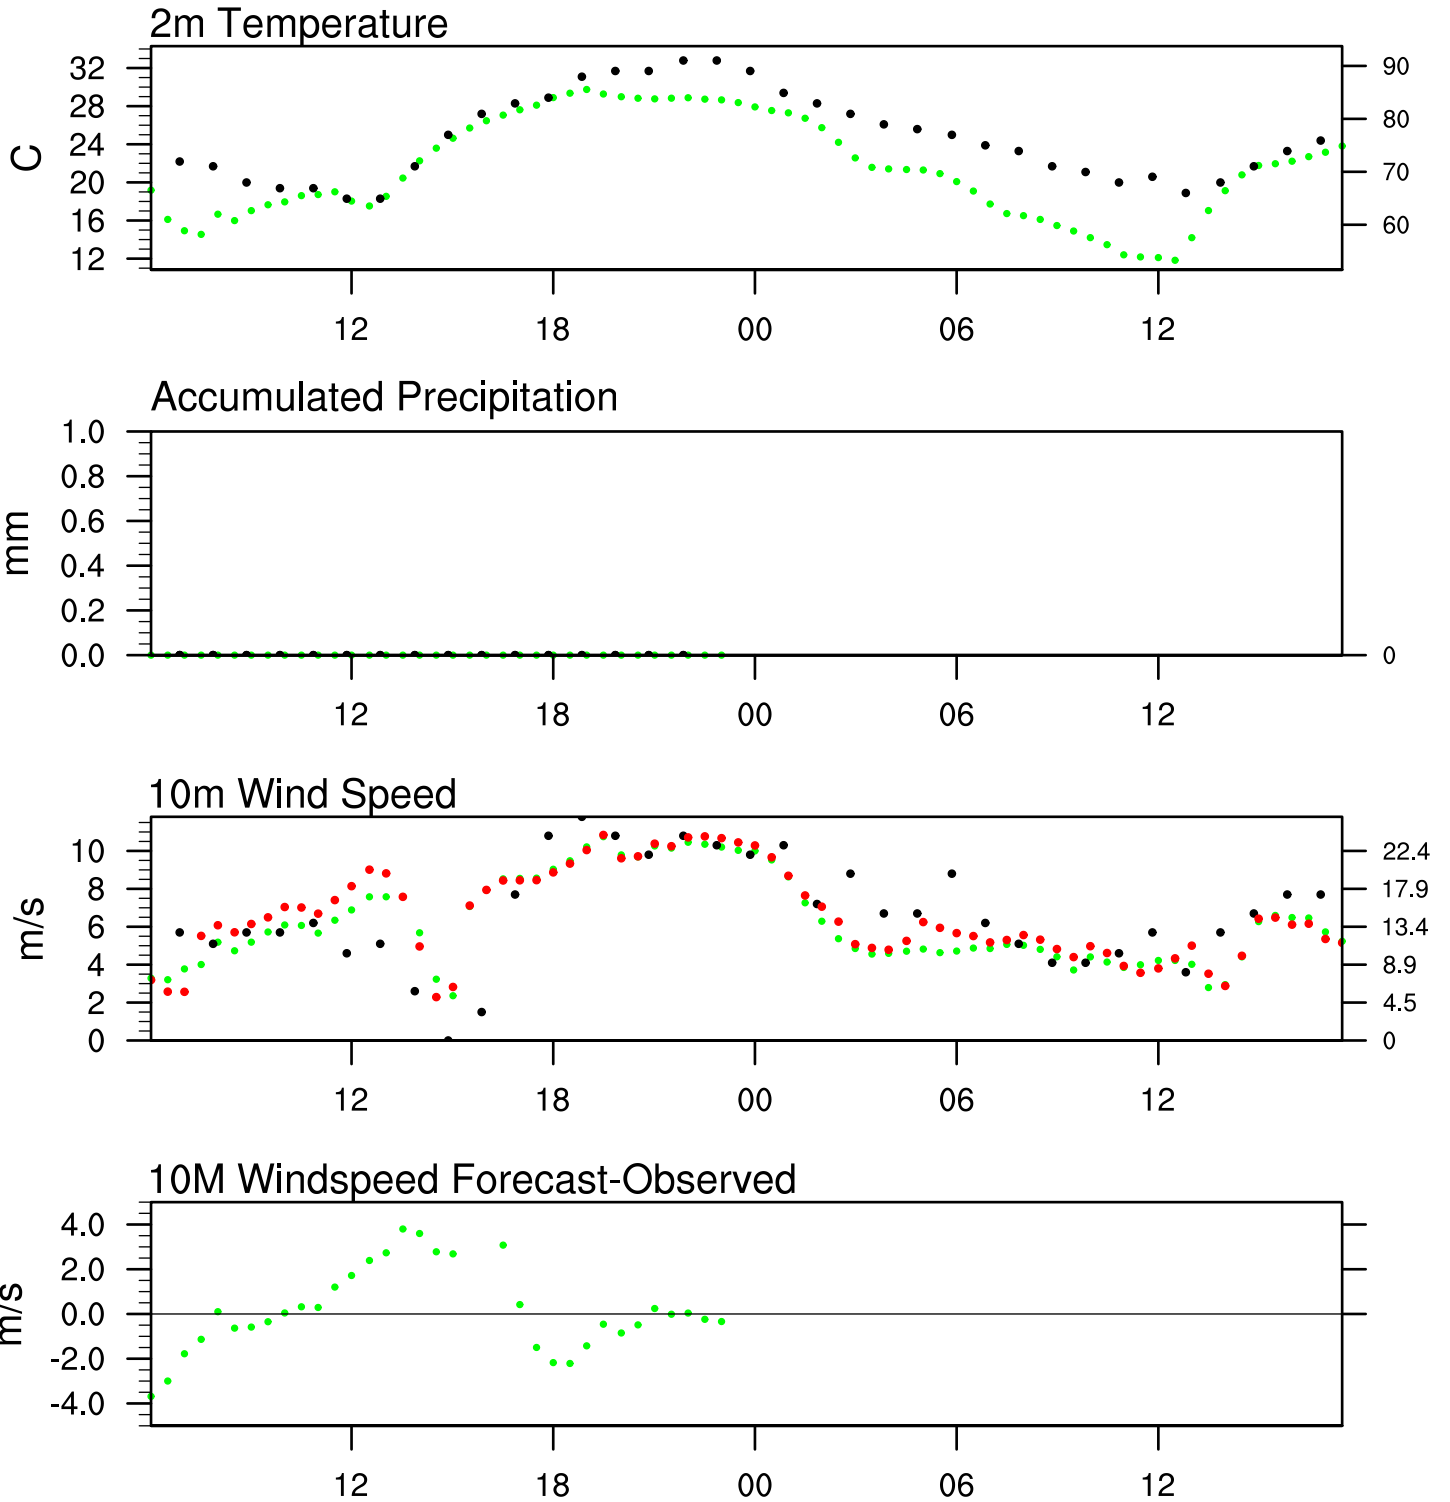 2m Temperature
32
28
24
20
16
12
C
90
80
70
60
12 18 00 06 12
Accumulated Precipitation
1.0
0.8
0.6
0.4
0.2
0.0
mm
0
12 18 00 06 12
10m Wind Speed
10
8
6
4
2
0
m/s
22.4
17.9
13.4
8.9
4.5
0
12 18 00 06 12
10M Windspeed Forecast-Observed
4.0
2.0
0.0
-2.0
-4.0
m/s
12 18 00 06 12